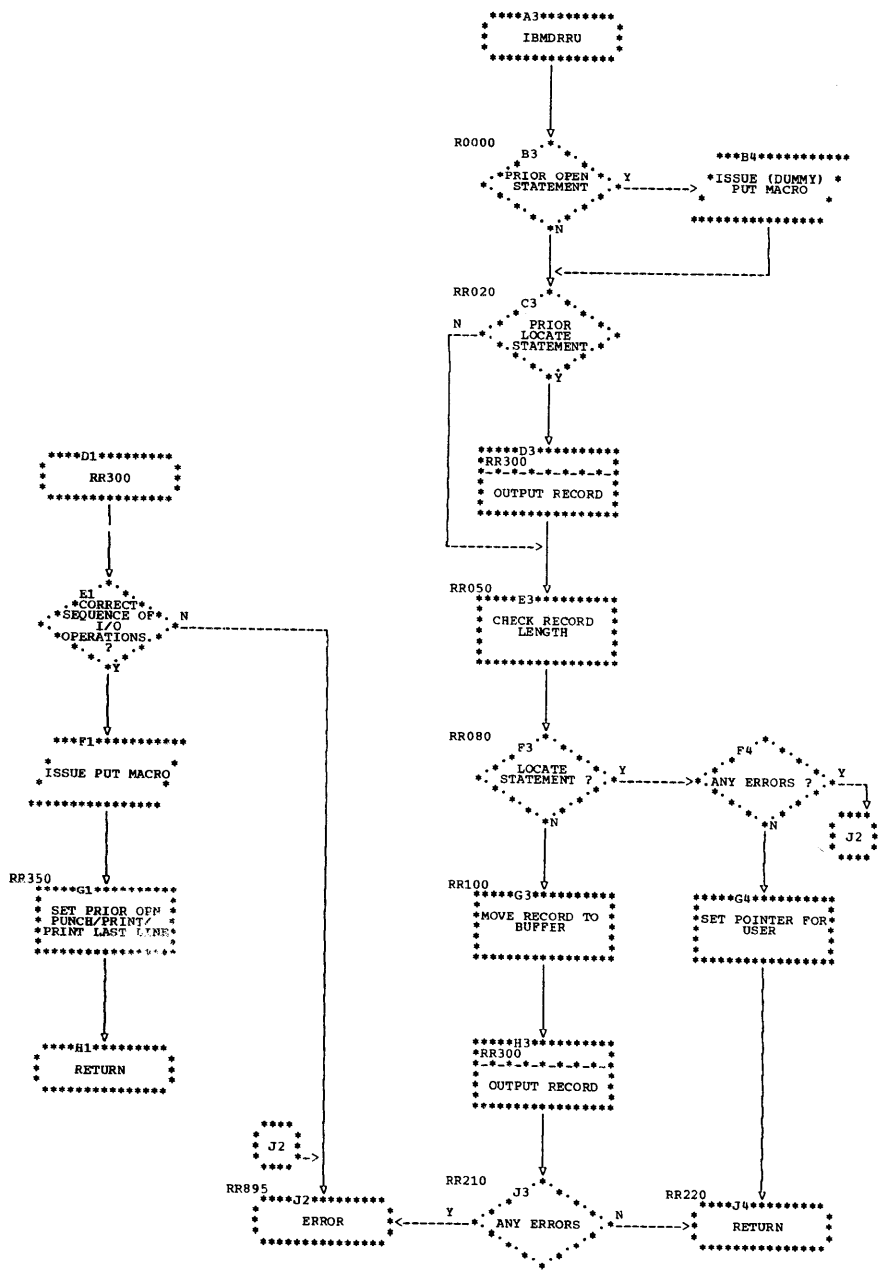 A3
IBMDRRU
R0000
B3
PRIOR OPEN
STATEMENT
Y
N
B4
ISSUE (DUMMY)
PUT MACRO
RR020
C3
N
PRIOR
LOCATE
STATEMENT
Y
D3
RR300
OUTPUT RECORD
D1
RR300
E1
CORRECT
SEQUENCE OF
I/O
OPERATIONS.
?
N
Y
RR050
E3
CHECK RECORD
LENGTH
F1
ISSUE PUT MACRO
RR080
F3
LOCATE
STATEMENT ?
Y
N
F4
ANY ERRORS ?
Y
N
J2
RR350
G1
SET PRIOR OPN
PUNCH/PRINT/
PRINT LAST LINE
RR100
G3
MOVE RECORD TO
BUFFER
G4
SET POINTER FOR
USER
H1
RETURN
H3
RR300
OUTPUT RECORD
J2
RR895
J2
ERROR
RR210
J3
Y
ANY ERRORS
N
RR220
J4
RETURN